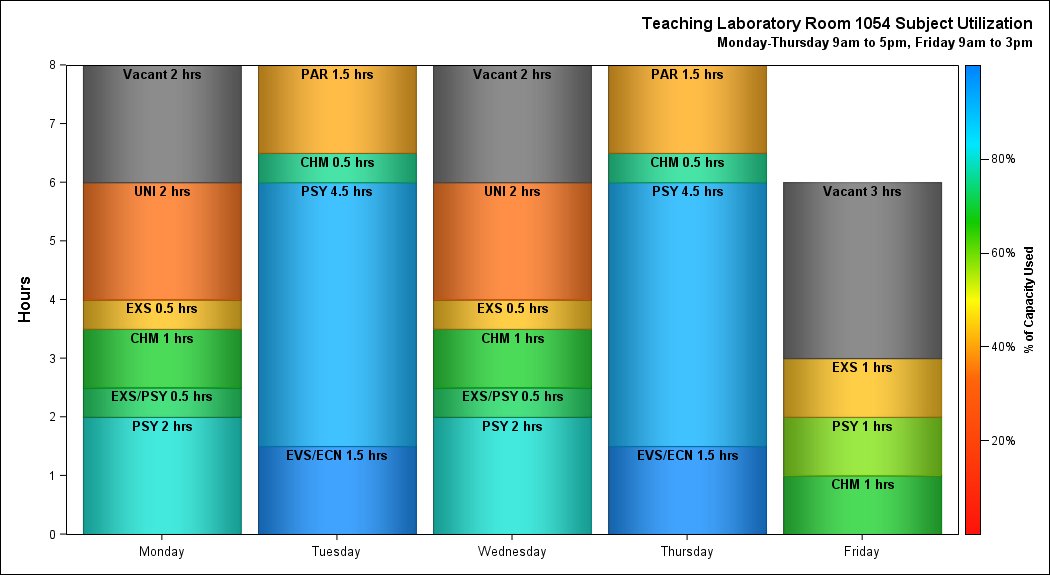 Teaching Laboratory Room 1054 Subject Utilization
Monday-Thursday 9am to 5pm, Friday 9am to 3pm
Hours
8
7
6
5
4
3
2
1
0
Vacant 2 hrs
UNI 2 hrs
EXS 0.5 hrs
CHM 1 hrs
EXS/PSY 0.5 hrs
PSY 2 hrs
PAR 1.5 hrs
CHM 0.5 hrs
PSY 4.5 hrs
EVS/ECN 1.5 hrs
Vacant 2 hrs
UNI 2 hrs
EXS 0.5 hrs
CHM 1 hrs
EXS/PSY 0.5 hrs
PSY 2 hrs
PAR 1.5 hrs
CHM 0.5 hrs
PSY 4.5 hrs
EVS/ECN 1.5 hrs
Vacant 3 hrs
EXS 1 hrs
PSY 1 hrs
CHM 1 hrs
Monday
Tuesday
Wednesday
Thursday
Friday
80%
60%
40%
20%
% of Capacity Used